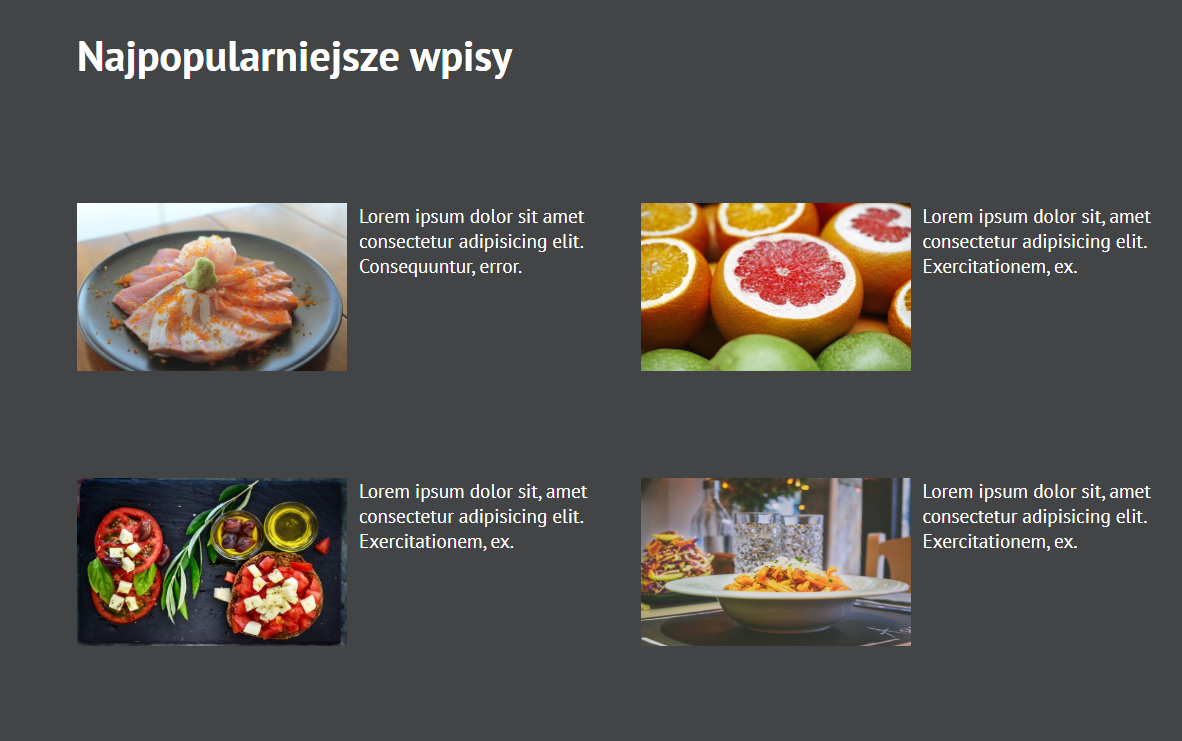 Najpopularniejsze wpisy
Lorem ipsum dolor sit amet
consectetur adipisicing elit.
Consequuntur, error.
Lorem ipsum dolor sit, amet
consectetur adipisicing elit.
Exercitationem, ex.
Lorem ipsum dolor sit, amet
consectetur adipisicing elit.
Exercitationem, ex.
Lorem ipsum dolor sit, amet
consectetur adipisicing elit.
Exercitationem, ex.